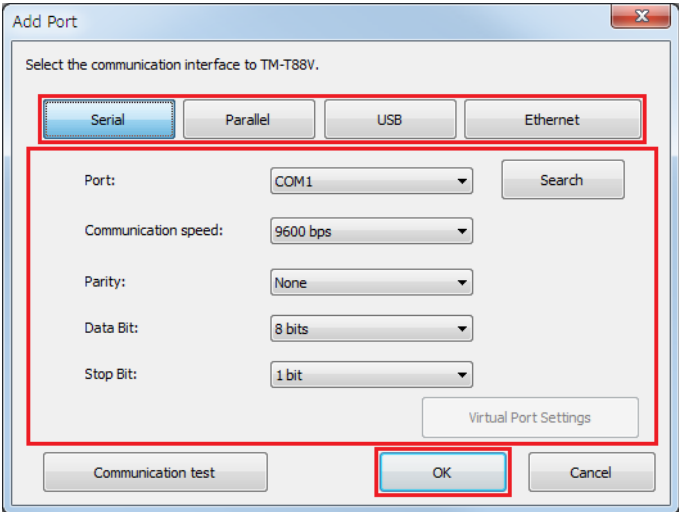 Add Port
Select the communication interface to TM-T88V.
Serial Parallel USB Ethernet
Port: COM1 Search
Communication speed: 9600 bps
Parity: None
Data Bit: 8 bits
Stop Bit: 1 bit
Virtual Port Settings
Communication test OK Cancel